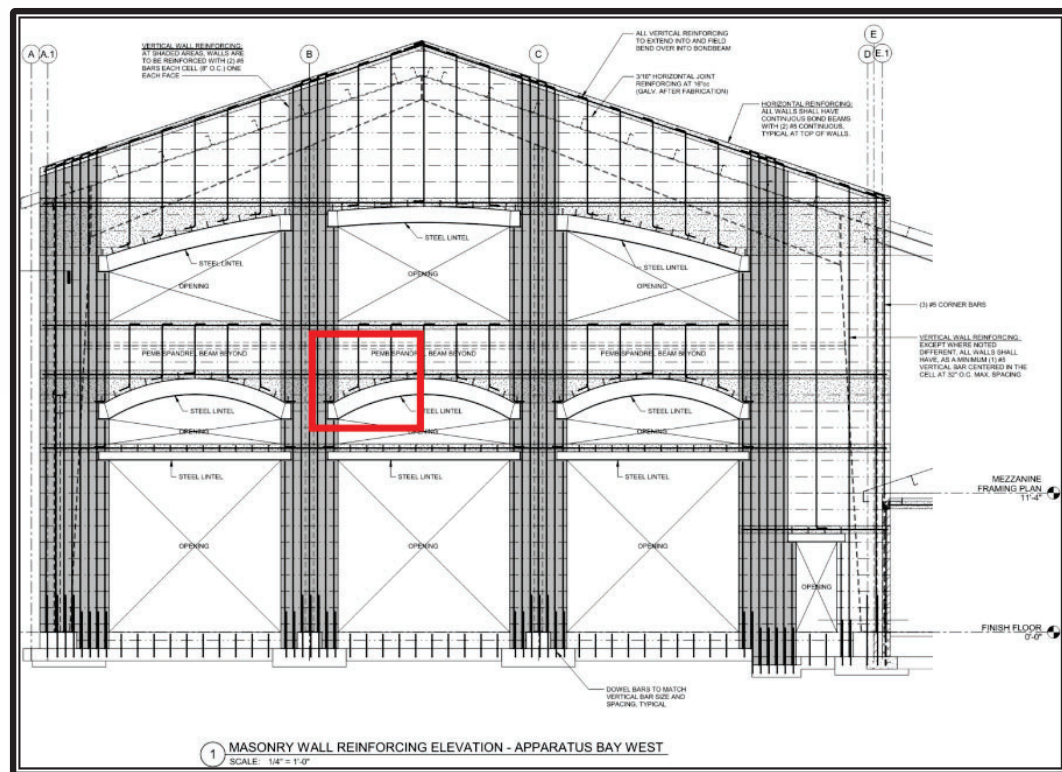 A
A.1
B
C
E
D
E.1
VERTICAL WALL REINFORCING:
AT SHADED AREAS, WALLS ARE
TO BE REINFORCED WITH (2) #5
BARS EACH CELL (8" O.C.) ONE
EACH FACE
ALL VERITCAL REINFORCING
TO EXTEND INTO AND FIELD
BEND OVER INTO BONDBEAM
3/16" HORIZONTAL JOINT
REINFORCING AT 16"oc
(GALV. AFTER FABRICATION)
HORIZONTAL REINFORCING:
ALL WALLS SHALL HAVE
CONTINUOUS BOND BEAMS
WITH (2) #5 CONTINUOUS,
TYPICAL AT TOP OF WALLS.
STEEL LINTEL
STEEL LINTEL
STEEL LINTEL
OPENING
OPENING
OPENING
(3) #5 CORNER BARS
VERTICAL WALL REINFORCING:
EXCEPT WHERE NOTED
DIFFERENT, ALL WALLS SHALL
HAVE, AS A MINIMUM (1) #5
VERTICAL BAR CENTERED IN THE
CELL AT 32" O.C. MAX. SPACING
PEMB SPANDREL BEAM BEYOND
PEMB SPANDREL BEAM BEYOND
PEMB SPANDREL BEAM BEYOND
STEEL LINTEL
STEEL LINTEL
STEEL LINTEL
OPENING
OPENING
OPENING
STEEL LINTEL
STEEL LINTEL
STEEL LINTEL
MEZZANINE
FRAMING PLAN
11'-4"
OPENING
OPENING
OPENING
OPENING
FINISH FLOOR
0'-0"
DOWEL BARS TO MATCH
VERTICAL BAR SIZE AND
SPACING, TYPICAL
1 MASONRY WALL REINFORCING ELEVATION - APPARATUS BAY WEST
SCALE: 1/4" = 1'-0"